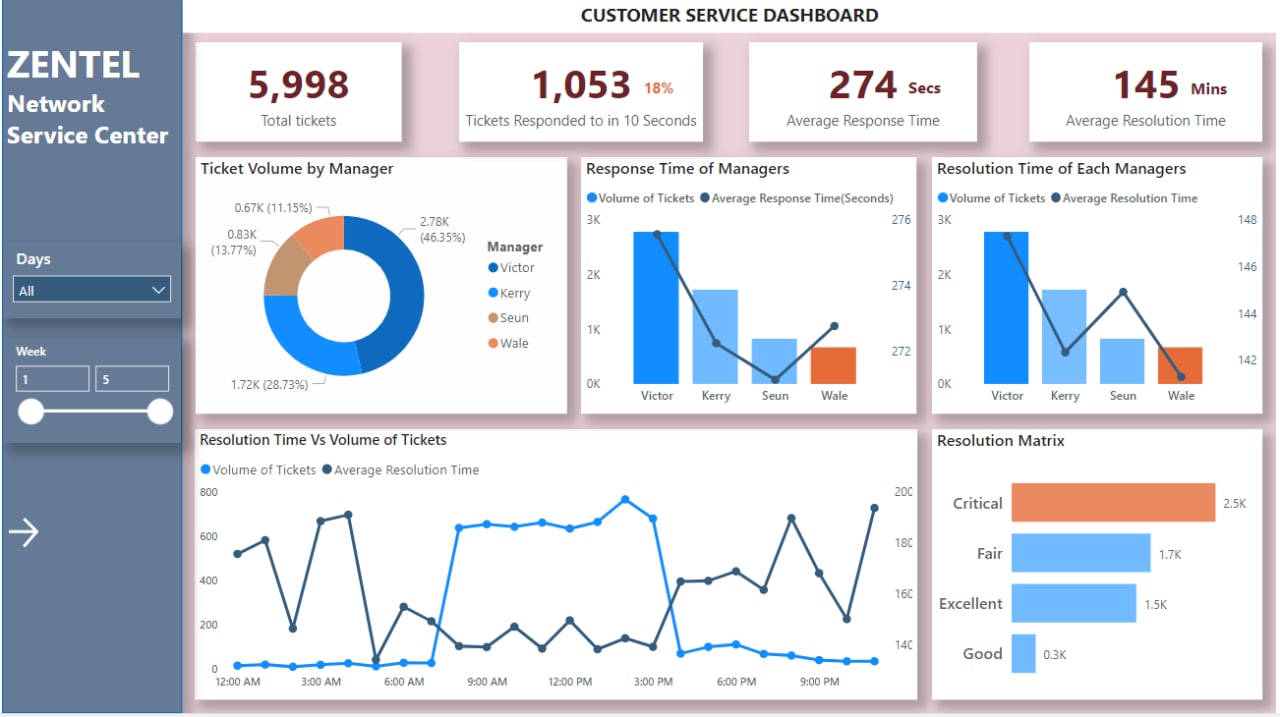 CUSTOMER SERVICE DASHBOARD
ZENTEL
Network
Service Center
Days
All
Week
1 5
5,998
Total tickets
1,053 18%
Tickets Responded to in 10 Seconds
274 Secs
Average Response Time
145 Mins
Average Resolution Time
Ticket Volume by Manager
0.67K (11.15%)
0.83K
(13.77%)
2.78K
(46.35%)
1.72K (28.73%)
Manager
Victor
Kerry
Seun
Wale
Response Time of Managers
Volume of Tickets Average Response Time(Seconds)
3K 276
2K 274
1K 272
0K
Victor Kerry Seun Wale
Resolution Time of Each Managers
Volume of Tickets Average Resolution Time
3K 148
146
2K
144
1K
142
0K
Victor Kerry Seun Wale
Resolution Time Vs Volume of Tickets
Volume of Tickets Average Resolution Time
800 200
600 180
400 160
200 140
0
12:00 AM 3:00 AM 6:00 AM 9:00 AM 12:00 PM 3:00 PM 6:00 PM 9:00 PM
Resolution Matrix
Critical 2.5K
Fair 1.7K
Excellent 1.5K
Good 0.3K